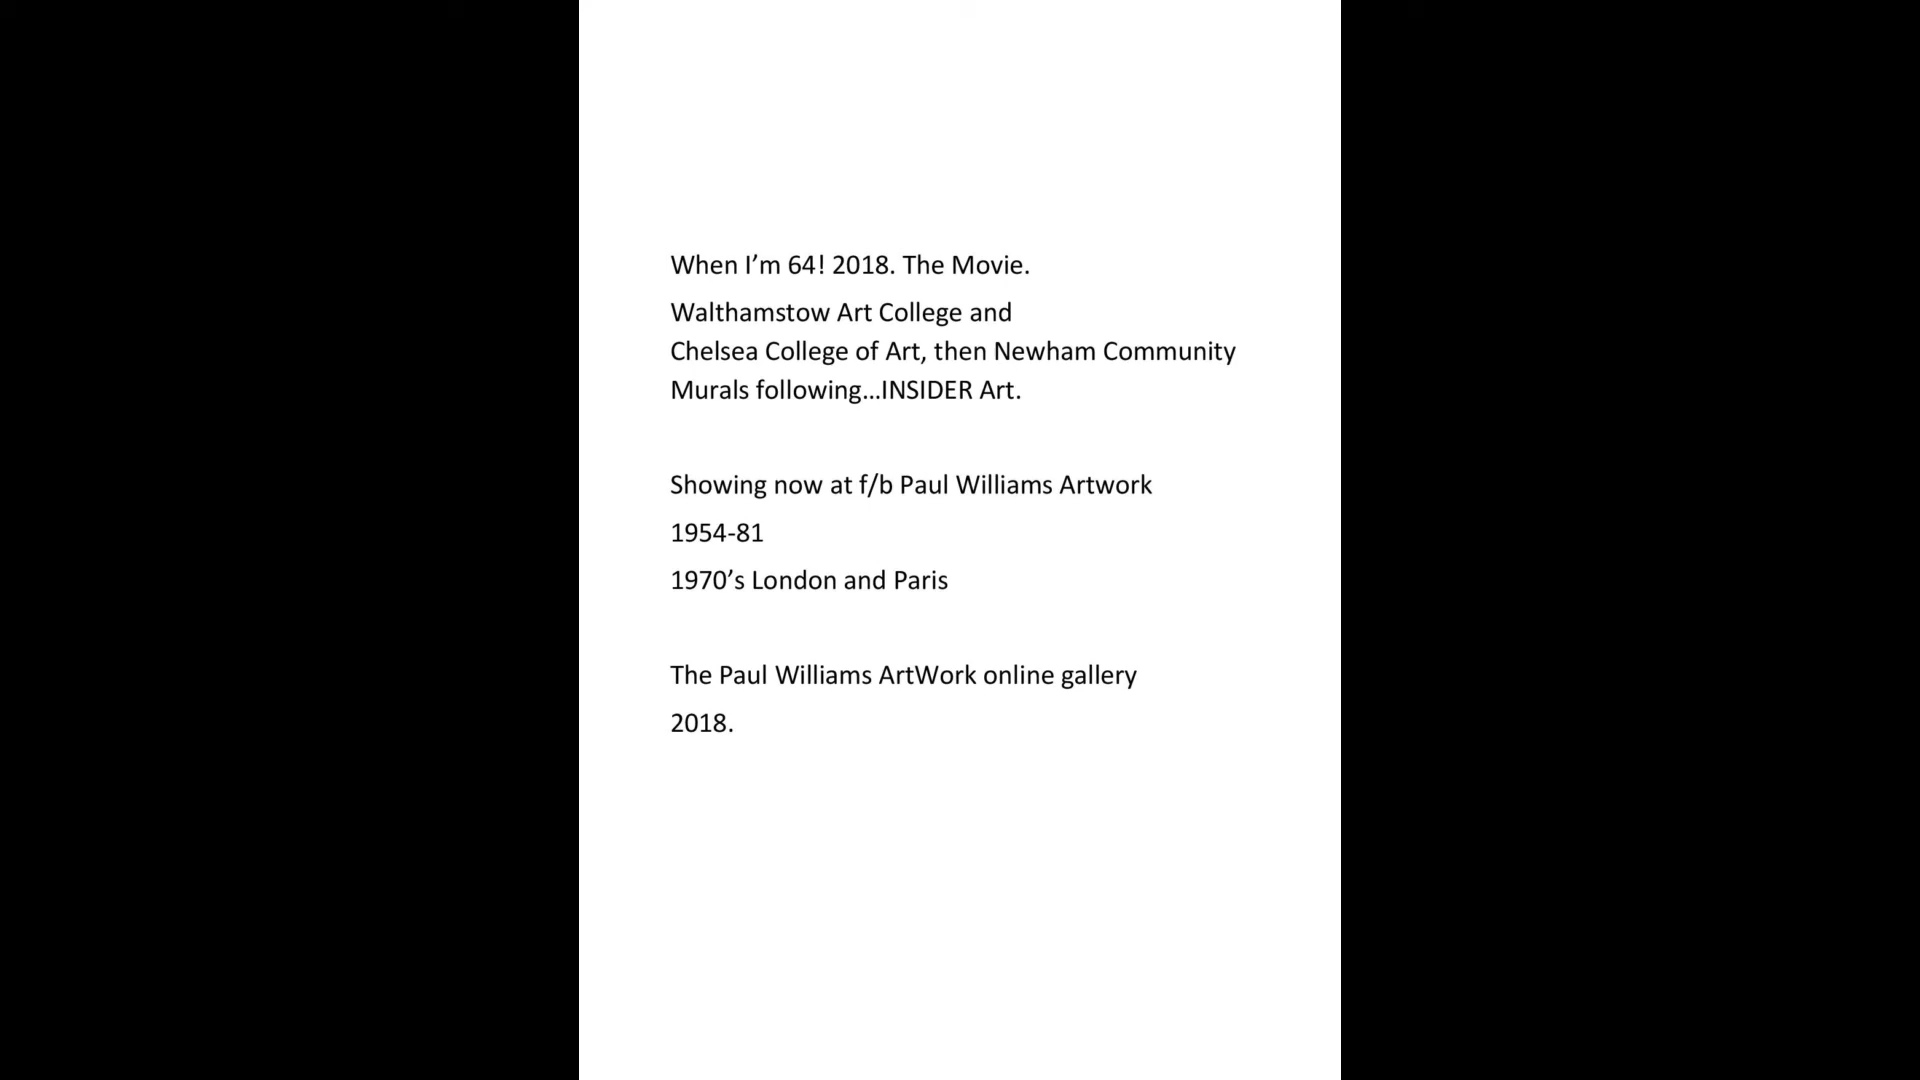 When I’m 64! 2018. The Movie.
Walthamstow Art College and
Chelsea College of Art, then Newham Community
Murals following…INSIDER Art.
Showing now at f/b Paul Williams Artwork
1954-81
1970’s London and Paris
The Paul Williams ArtWork online gallery
2018.